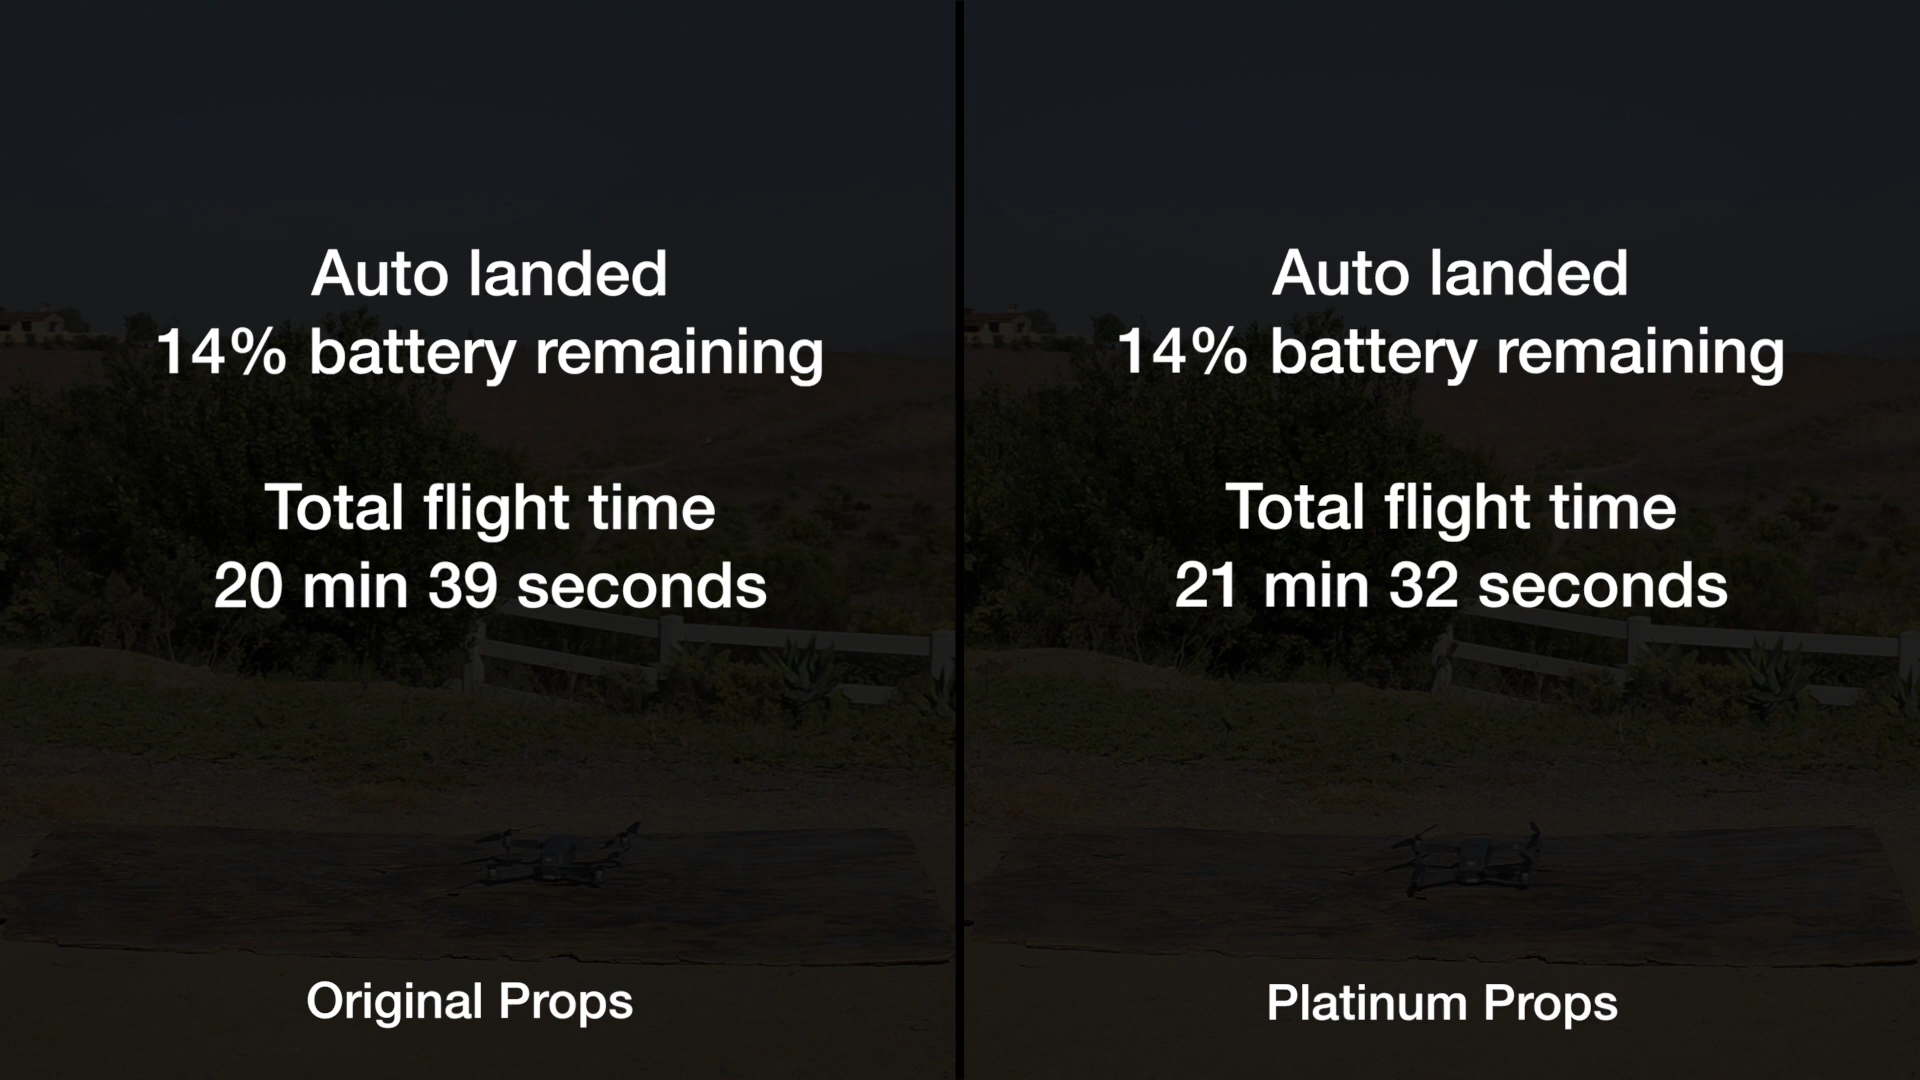 Auto landed
14% battery remaining
Total flight time
20 min 39 seconds
Original Props
Auto landed
14% battery remaining
Total flight time
21 min 32 seconds
Platinum Props